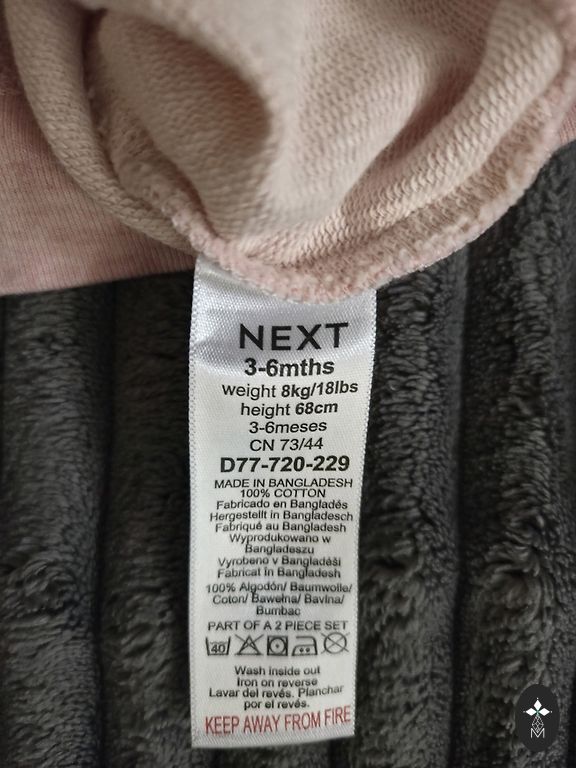 NEXT
3-6mths
weight 8kg/18lbs
height 68cm
3-6meses
CN 73/44
D77-720-229
MADE IN BANGLADESH
100% COTTON
Fabricado en Bangladés
Hergestellt in Bangladesch
Fabriqué au Bangladesh
Wyprodukowano w
Bangladeszu
Vyrobeno v Bangladéši
Fabricat in Bangladesh
100% Algodón/ Baumwolle/
Coton/ Bawełna/ Bavlna/
Bumbac
PART OF A 2 PIECE SET
40
Wash inside out
Iron on reverse
Lavar del revés. Planchar
por el revés.
KEEP AWAY FROM FIRE
M